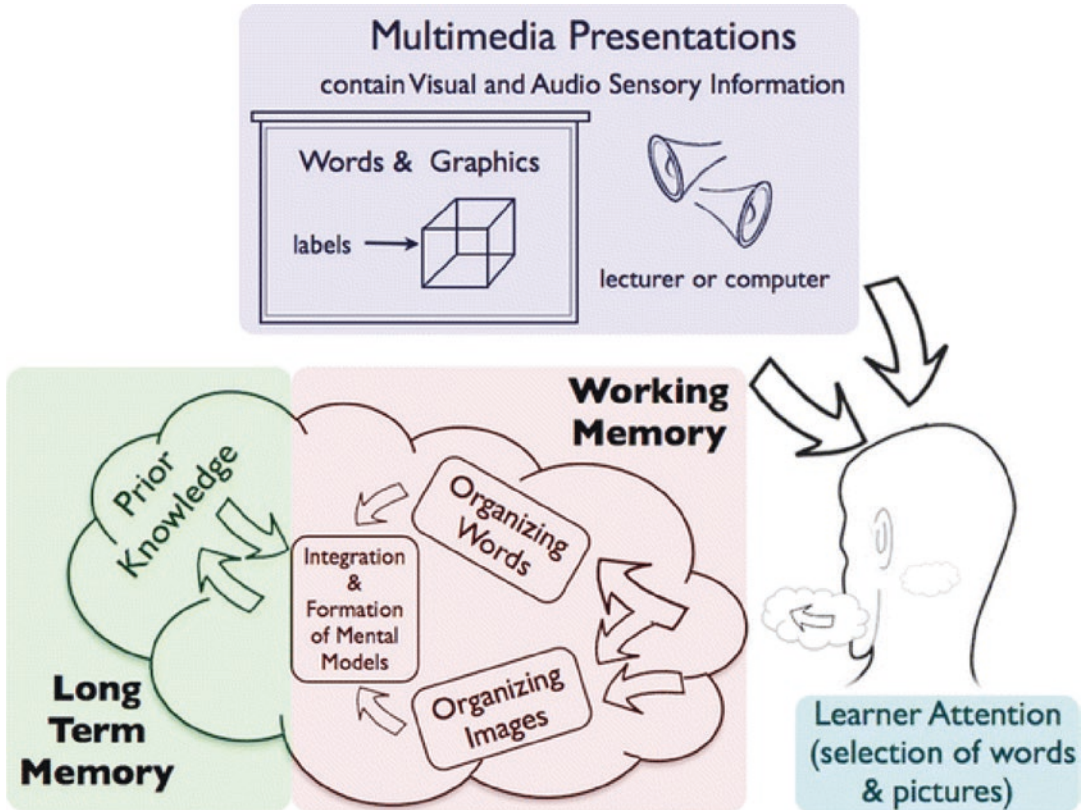 Multimedia Presentations
contain Visual and Audio Sensory Information
Words & Graphics
labels
lecturer or computer
Working
Memory
Prior
Knowledge
Organizing
Words
Integration
&
Formation
of Mental
Models
Organizing
Images
Long
Term
Memory
Learner Attention
(selection of words
& pictures)